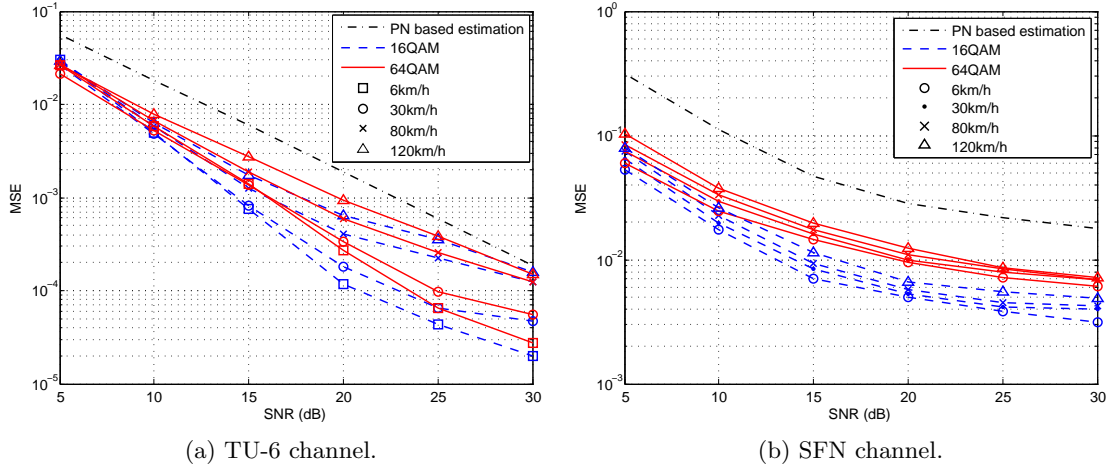 10^-1
10^-2
10^-3
10^-4
10^-5
MSE
5 10 15 20 25 30
SNR (dB)
PN based estimation
16QAM
64QAM
6km/h
30km/h
80km/h
120km/h
(a) TU-6 channel.
10^0
10^-1
10^-2
10^-3
MSE
5 10 15 20 25 30
SNR (dB)
PN based estimation
16QAM
64QAM
6km/h
30km/h
80km/h
120km/h
(b) SFN channel.